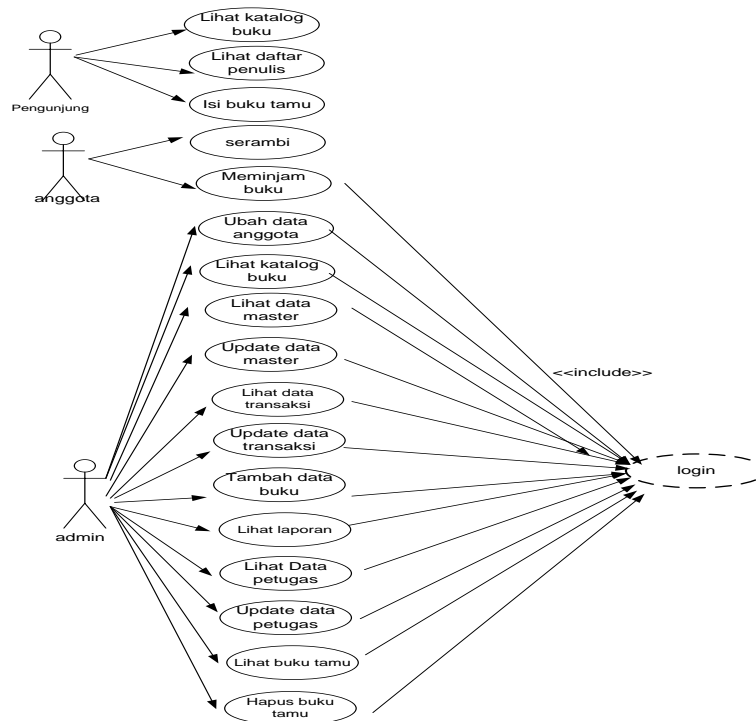 Lihat katalog
buku
Lihat daftar
penulis
Pengunjung
Isi buku tamu
serambi
anggota
Meminjam
buku
Ubah data
anggota
Lihat katalog
buku
Lihat data
master
Update data
master
<<include>>
Lihat data
transaksi
Update data
transaksi
login
Tambah data
buku
admin
Lihat laporan
Lihat Data
petugas
Update data
petugas
Lihat buku tamu
Hapus buku
tamu